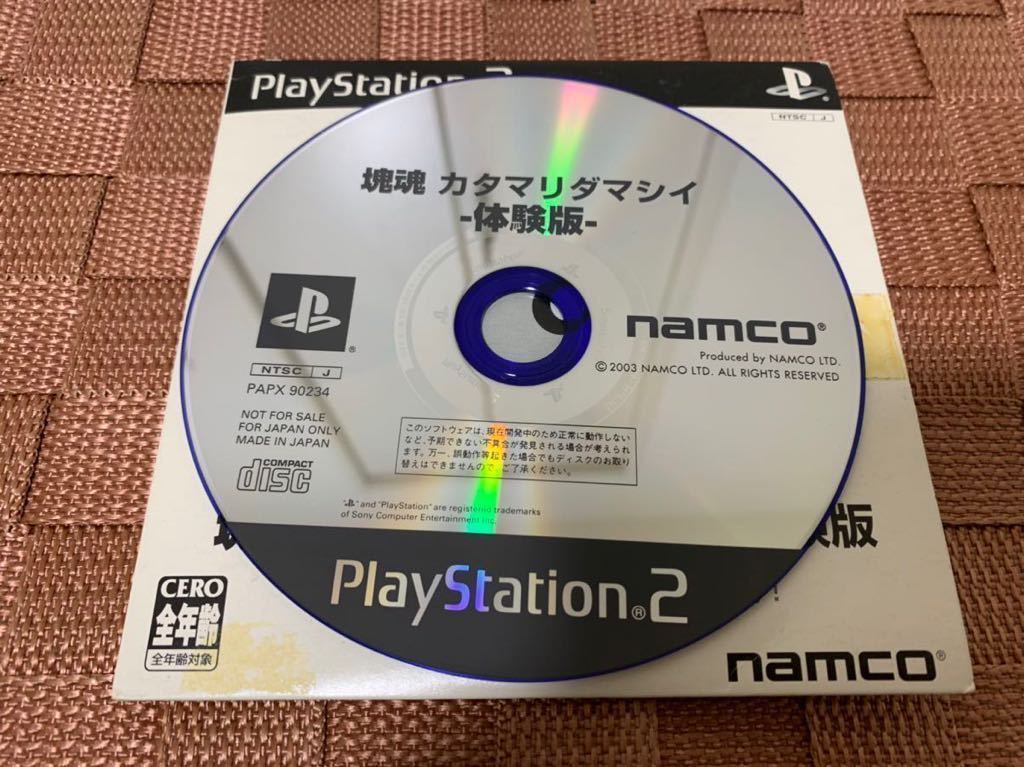 PlayStation
NTSC J
塊魂 カタマリダマシイ
-体験版-
namco®
Produced by NAMCO LTD.
©2003 NAMCO LTD. ALL RIGHTS RESERVED
®
NTSC J
PAPX 90234
NOT FOR SALE
FOR JAPAN ONLY
MADE IN JAPAN
COMPACT
disc
このソフトウェアは、現在開発中のため正常に動作しない
など、予期できない不具合が発見される場合が考えられ
ます。万一、誤動作等起きた場合でもディスクのお取り
替えはできませんので、ご了承ください。
" " and "PlayStation" are registered trademarks
of Sony Computer Entertainment Inc.
PlayStation®2
験版
CERO
全年齢
全年齢対象
namco®